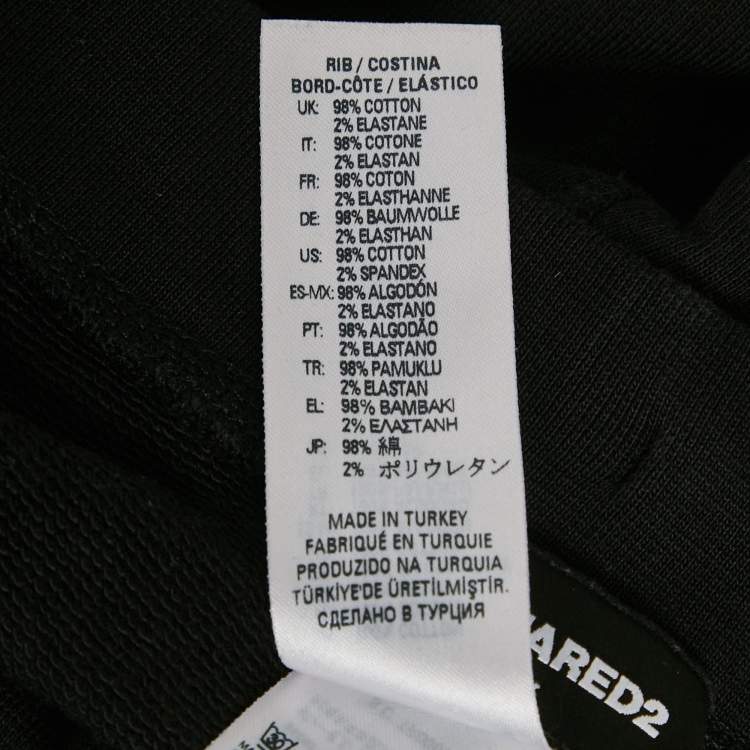 RIB / COSTINA
BORD-CÔTE / ELÁSTICO
UK: 98% COTTON
2% ELASTANE
IT: 98% COTONE
2% ELASTAN
FR: 98% COTON
2% ELASTHANNE
DE: 98% BAUMWOLLE
2% ELASTHAN
US: 98% COTTON
2% SPANDEX
ES-MX: 98% ALGODÓN
2% ELASTANO
PT: 98% ALGODÃO
2% ELASTANO
TR: 98% PAMUKLU
2% ELASTAN
EL: 98% ΒΑΜΒΑΚΙ
2% ΕΛΑΣΤΑΝΗ
JP: 98% 綿
2% ポリウレタン
MADE IN TURKEY
FABRIQUÉ EN TURQUIE
PRODUZIDO NA TURQUIA
TÜRKİYE'DE ÜRETİLMİŞTİR.
СДЕЛАНО В ТУРЦИЯ
ARED2